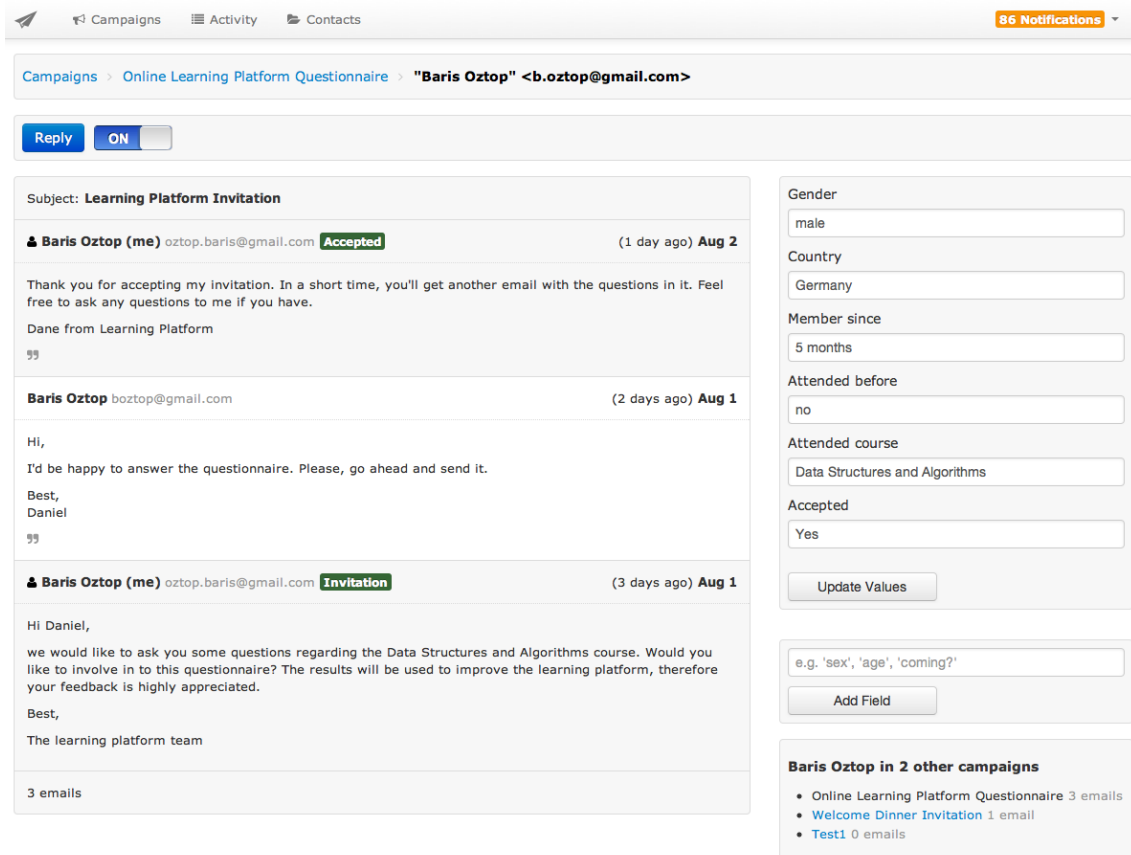 Campaigns Activity Contacts 86 Notifications
Campaigns Online Learning Platform Questionnaire "Baris Oztop" <b.oztop@gmail.com>
Reply ON
Subject: Learning Platform Invitation
Baris Oztop (me) oztop.baris@gmail.com Accepted (1 day ago) Aug 2
Thank you for accepting my invitation. In a short time, you'll get another email with the questions in it. Feel
free to ask any questions to me if you have.
Dane from Learning Platform
Baris Oztop boztop@gmail.com (2 days ago) Aug 1
Hi,
I'd be happy to answer the questionnaire. Please, go ahead and send it.
Best,
Daniel
Baris Oztop (me) oztop.baris@gmail.com Invitation (3 days ago) Aug 1
Hi Daniel,
we would like to ask you some questions regarding the Data Structures and Algorithms course. Would you
like to involve in to this questionnaire? The results will be used to improve the learning platform, therefore
your feedback is highly appreciated.
Best,
The learning platform team
3 emails
Gender
male
Country
Germany
Member since
5 months
Attended before
no
Attended course
Data Structures and Algorithms
Accepted
Yes
Update Values
e.g. 'sex', 'age', 'coming?'
Add Field
Baris Oztop in 2 other campaigns
Online Learning Platform Questionnaire 3 emails
Welcome Dinner Invitation 1 email
Test1 0 emails